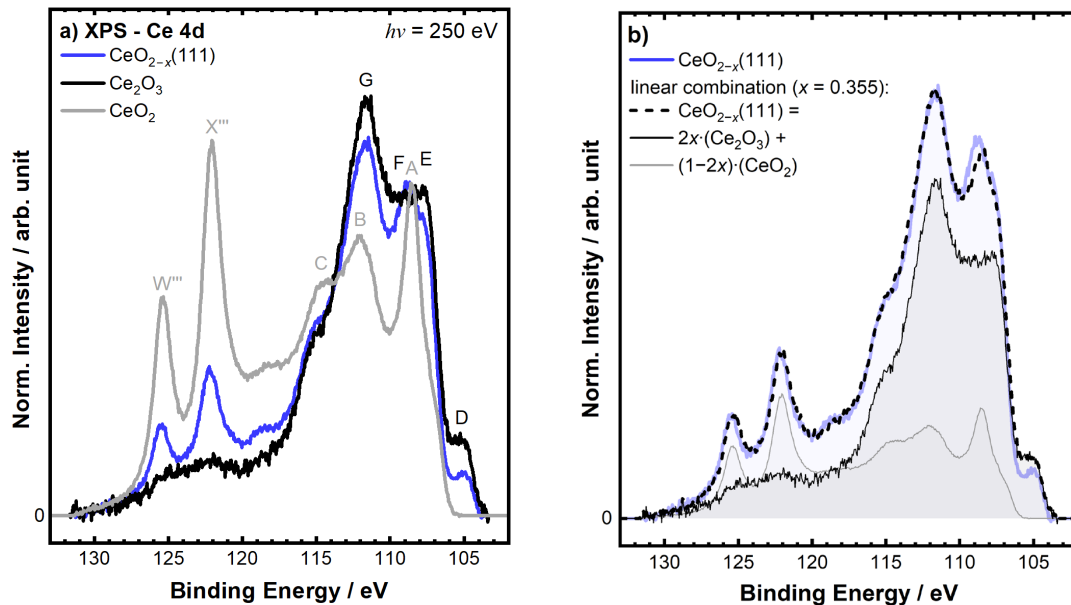 a) XPS - Ce 4d
hν = 250 eV
CeO₂₋ₓ(111)
Ce₂O₃
CeO₂
G
X'''
F
A
E
B
W'''
C
D
Norm. Intensity / arb. unit
0
130
125
120
115
110
105
Binding Energy / eV
b)
CeO₂₋ₓ(111)
linear combination (x = 0.355):
CeO₂₋ₓ(111) =
2x·(Ce₂O₃) +
(1−2x)·(CeO₂)
Norm. Intensity / arb. unit
0
130
125
120
115
110
105
Binding Energy / eV